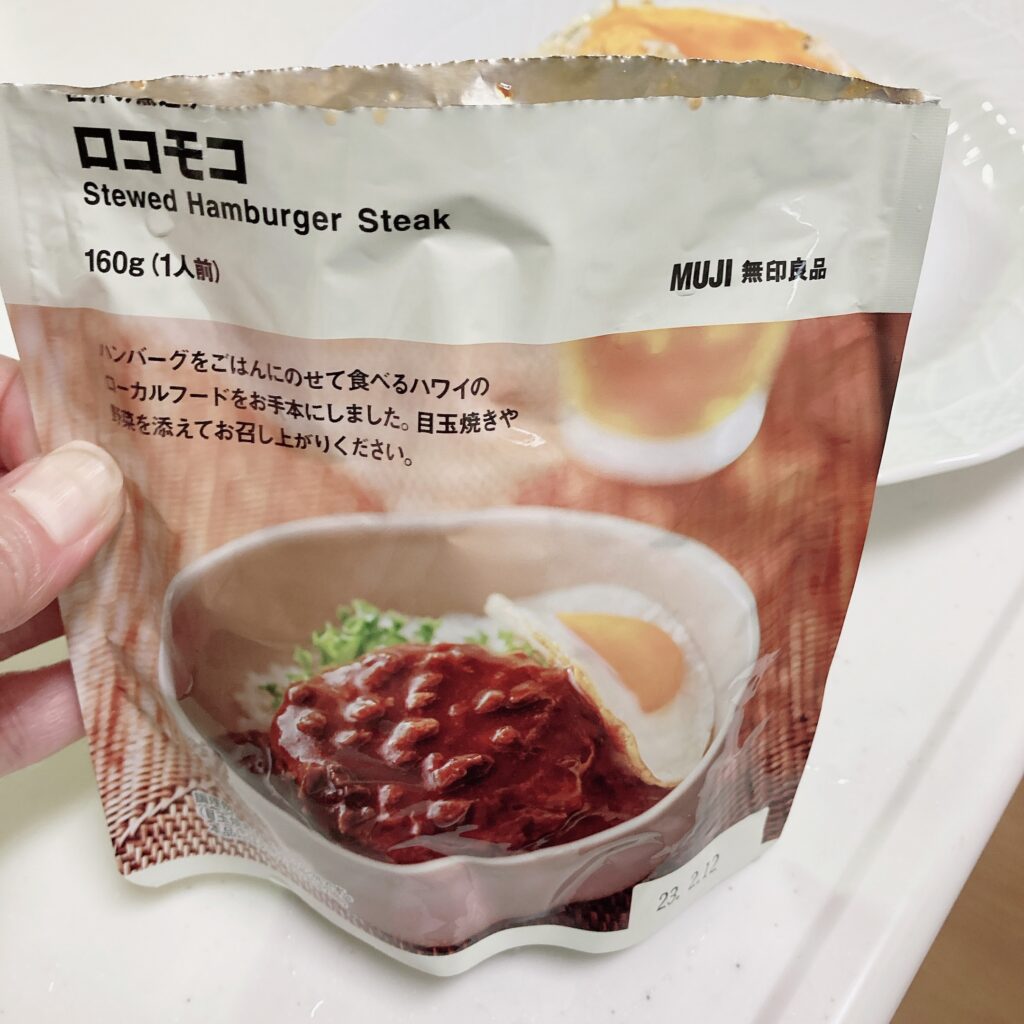 ロコモコ
Stewed Hamburger Steak
160g (1人前)
MUJI 無印良品
ハンバーグをごはんにのせて食べるハワイの
ローカルフードをお手本にしました。目玉焼きや
野菜を添えてお召し上がりください。
23. 2.12